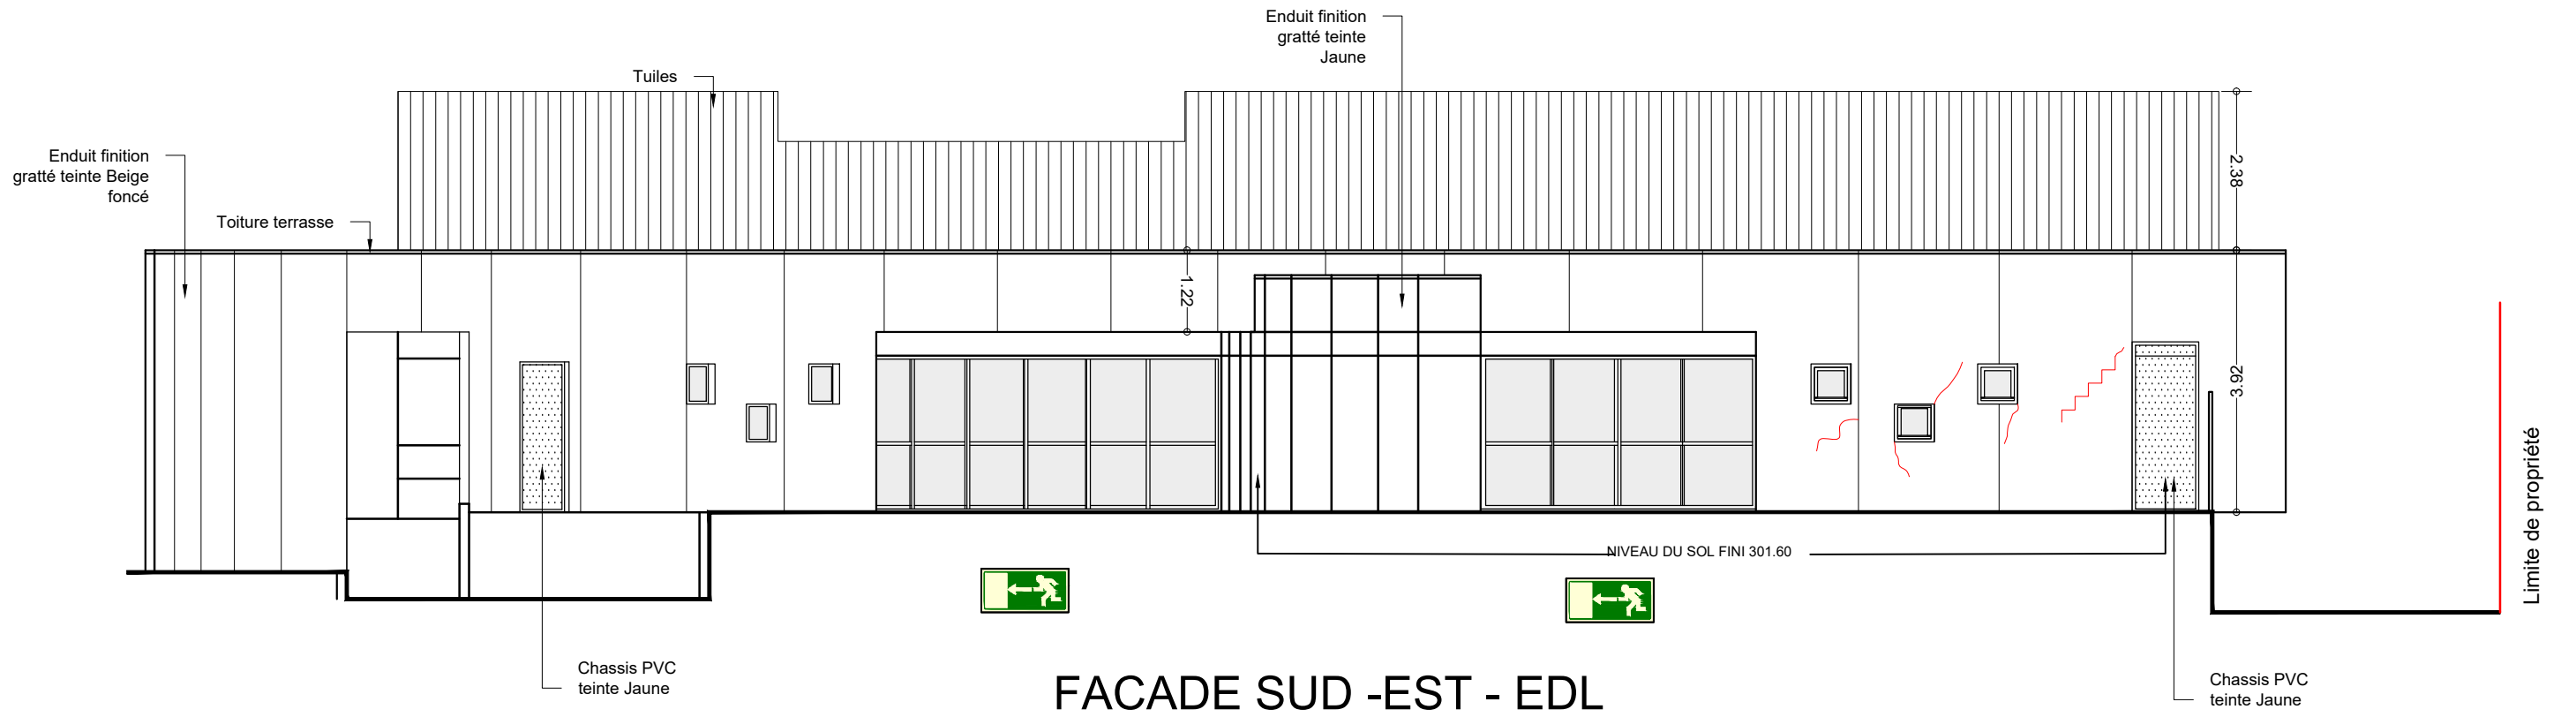 Enduit finition
gratté teinte
Jaune
Tuiles
Enduit finition
gratté teinte Beige
foncé
Toiture terrasse
2.38
1.22
3.92
Limite de propriété
NIVEAU DU SOL FINI 301.60
Chassis PVC
teinte Jaune
Chassis PVC
teinte Jaune
FACADE SUD -EST - EDL